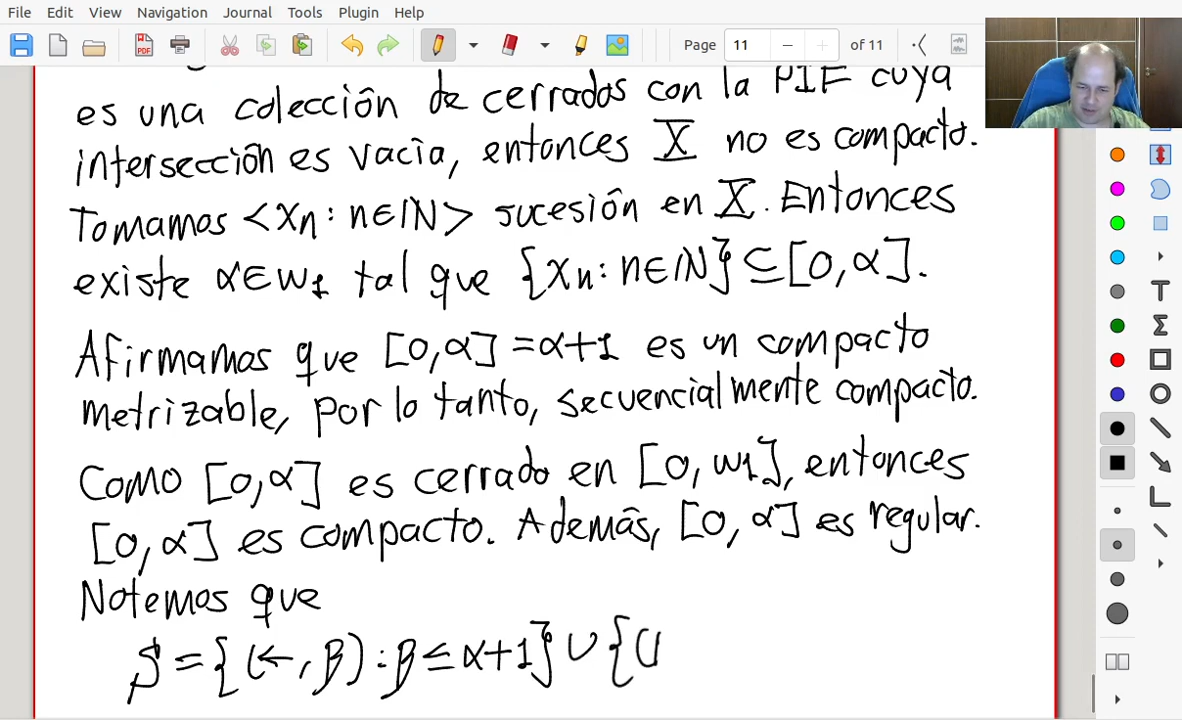 File Edit View Navigation Journal Tools Plugin Help
Page 11 of 11
es una colección de cerrados con la PIF cuya
intersección es vacía, entonces X no es compacto.
Tomamos <Xn : n∈ℕ> sucesión en X. Entonces
existe α∈ω1 tal que {Xn : n∈ℕ} ⊆ [0, α].
Afirmamos que [0, α] = α+1 es un compacto
metrizable, por lo tanto, secuencialmente compacto.
Como [0, α] es cerrado en [0, ω1], entonces
[0, α] es compacto. Además, [0, α] es regular.
Notemos que
S = { (←, β) : β ≤ α+1 } ∪ { (